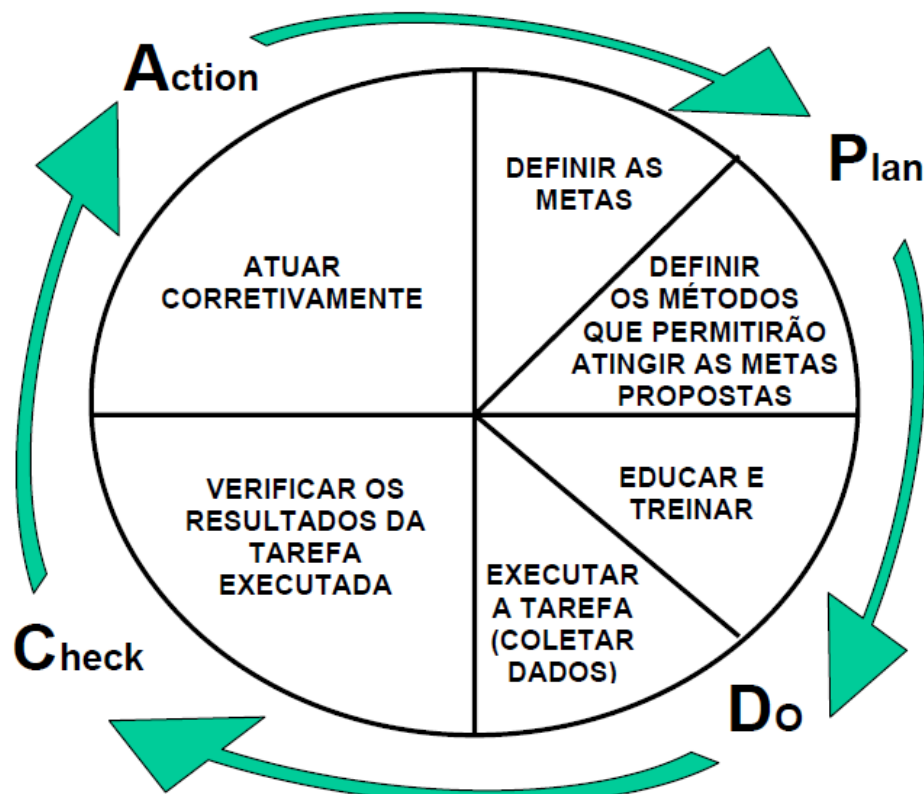 Action
Plan
DEFINIR AS
METAS
DEFINIR
OS MÉTODOS
QUE PERMITIRÃO
ATINGIR AS METAS
PROPOSTAS
ATUAR
CORRETIVAMENTE
EDUCAR E
TREINAR
VERIFICAR OS
RESULTADOS DA
TAREFA
EXECUTADA
EXECUTAR
A TAREFA
(COLETAR
DADOS)
Check
Do